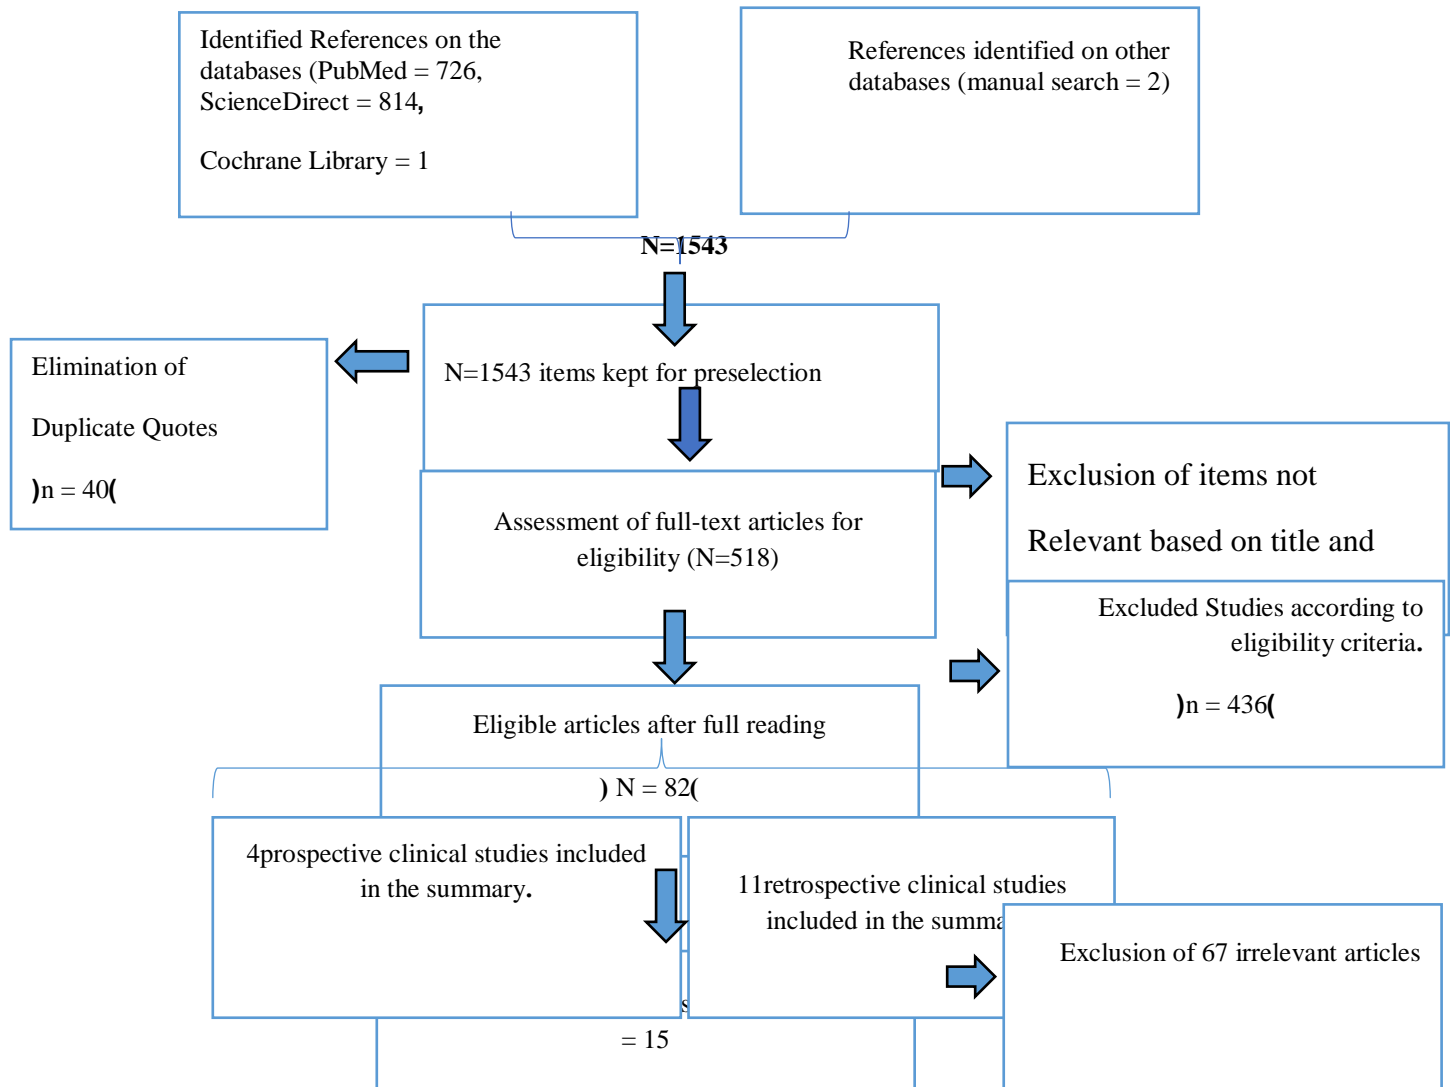 Identified References on the
databases (PubMed = 726,
ScienceDirect = 814,
Cochrane Library = 1
References identified on other
databases (manual search = 2)
N=1543
N=1543 items kept for preselection
Elimination of
Duplicate Quotes
)n = 40(
Exclusion of items not
Relevant based on title and
Assessment of full-text articles for
eligibility (N=518)
Excluded Studies according to
eligibility criteria.
)n = 436(
Eligible articles after full reading
) N = 82(
4prospective clinical studies included
in the summary.
11retrospective clinical studies
included in the
Exclusion of 67 irrelevant articles
= 15